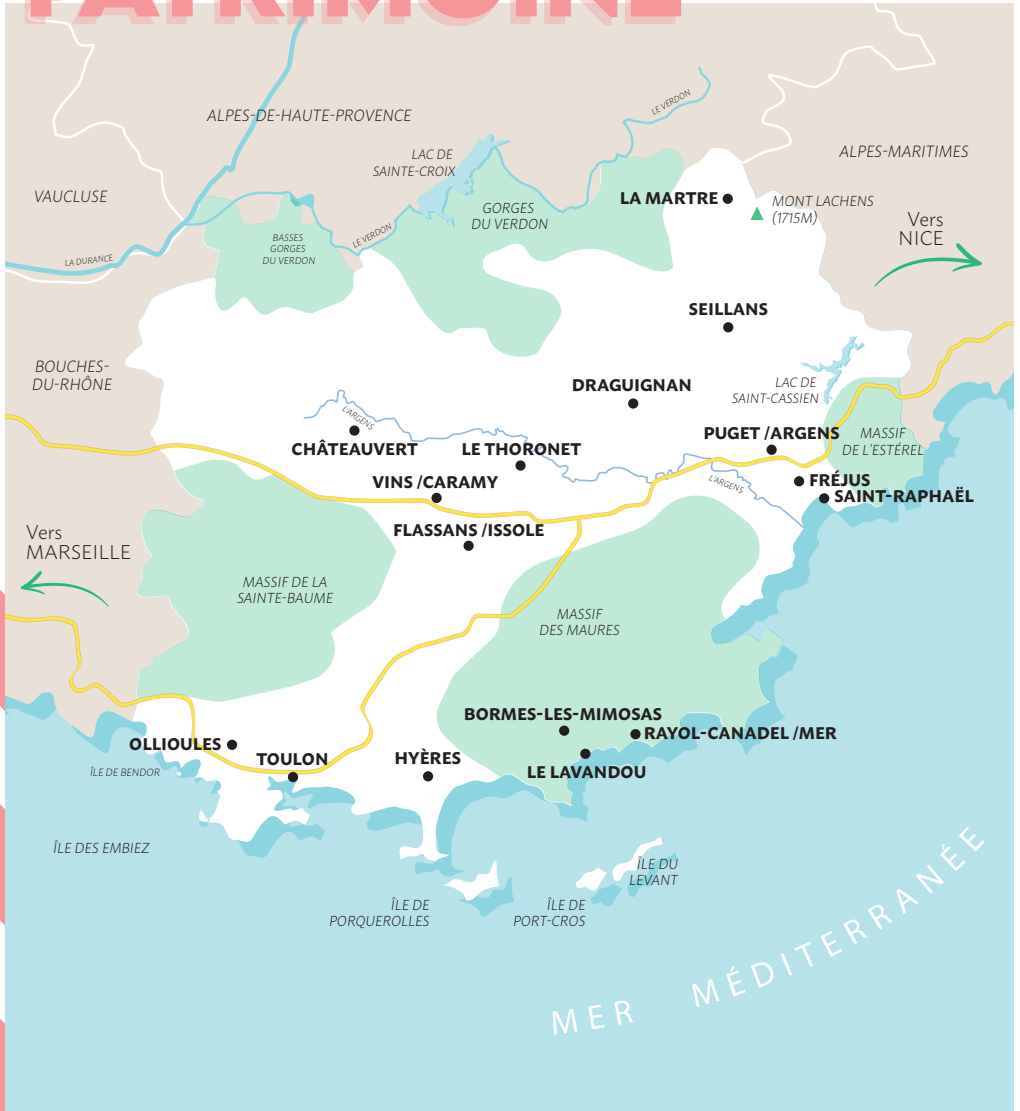 PATRIMOINE
ALPES-DE-HAUTE-PROVENCE
LE VERDON
LAC DE
SAINTE-CROIX
ALPES-MARITIMES
VAUCLUSE
LA MARTRE
MONT LACHENS
(1715M)
GORGES
DU VERDON
Vers
NICE
BASSES
GORGES
DU VERDON
LE VERDON
LA DURANCE
SEILLANS
BOUCHES-
DU-RHÔNE
DRAGUIGNAN
LAC DE
SAINT-CASSIEN
L'ARGENS
CHÂTEAUVERT
LE THORONET
PUGET /ARGENS
MASSIF
DE L'ESTÉREL
VINS /CARAMY
L'ARGENS
FRÉJUS
SAINT-RAPHAËL
FLASSANS /ISSOLE
Vers
MARSEILLE
MASSIF DE LA
SAINTE-BAUME
MASSIF
DES MAURES
BORMES-LES-MIMOSAS
RAYOL-CANADEL /MER
OLLIOULES
TOULON
HYÈRES
LE LAVANDOU
ÎLE DE BENDOR
ÎLE DES EMBIEZ
ÎLE DU
LEVANT
ÎLE DE
PORQUEROLLES
ÎLE DE
PORT-CROS
MER MÉDITERRANÉE